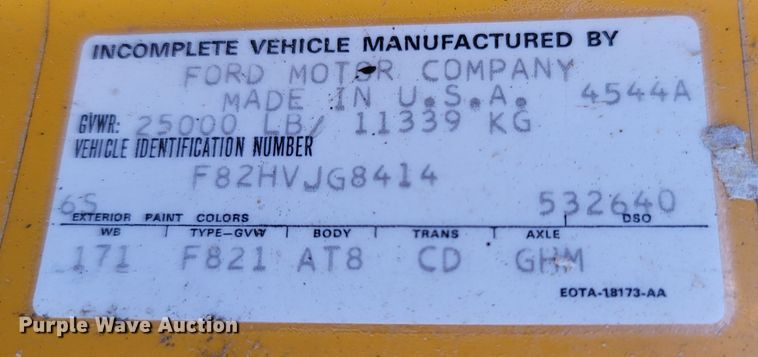 INCOMPLETE VEHICLE MANUFACTURED BY
FORD MOTOR COMPANY
MADE IN U.S.A. 4544A
GVWR: 25000 LB/ 11339 KG
VEHICLE IDENTIFICATION NUMBER
F82HVJG8414
6S 532640
EXTERIOR PAINT COLORS DSO
WB TYPE-GVW BODY TRANS AXLE
171 F821 AT8 CD GHM
EOTA-18173-AA
Purple Wave Auction